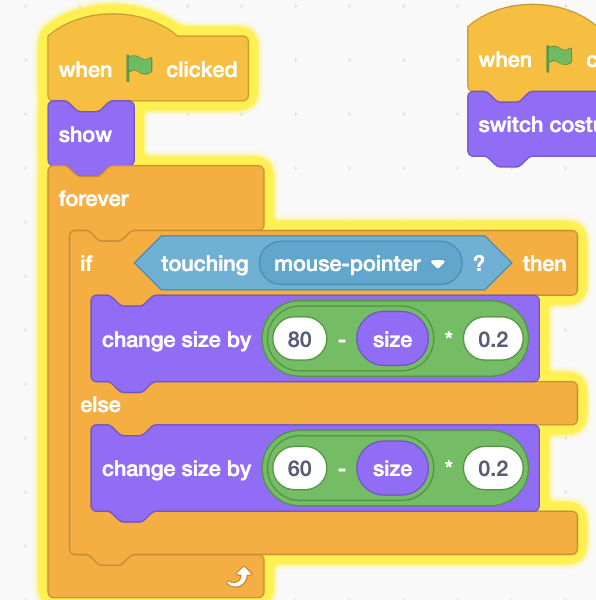 when clicked
when
show
switch
forever
if touching mouse-pointer ? then
change size by 80 - size * 0.2
else
change size by 60 - size * 0.2